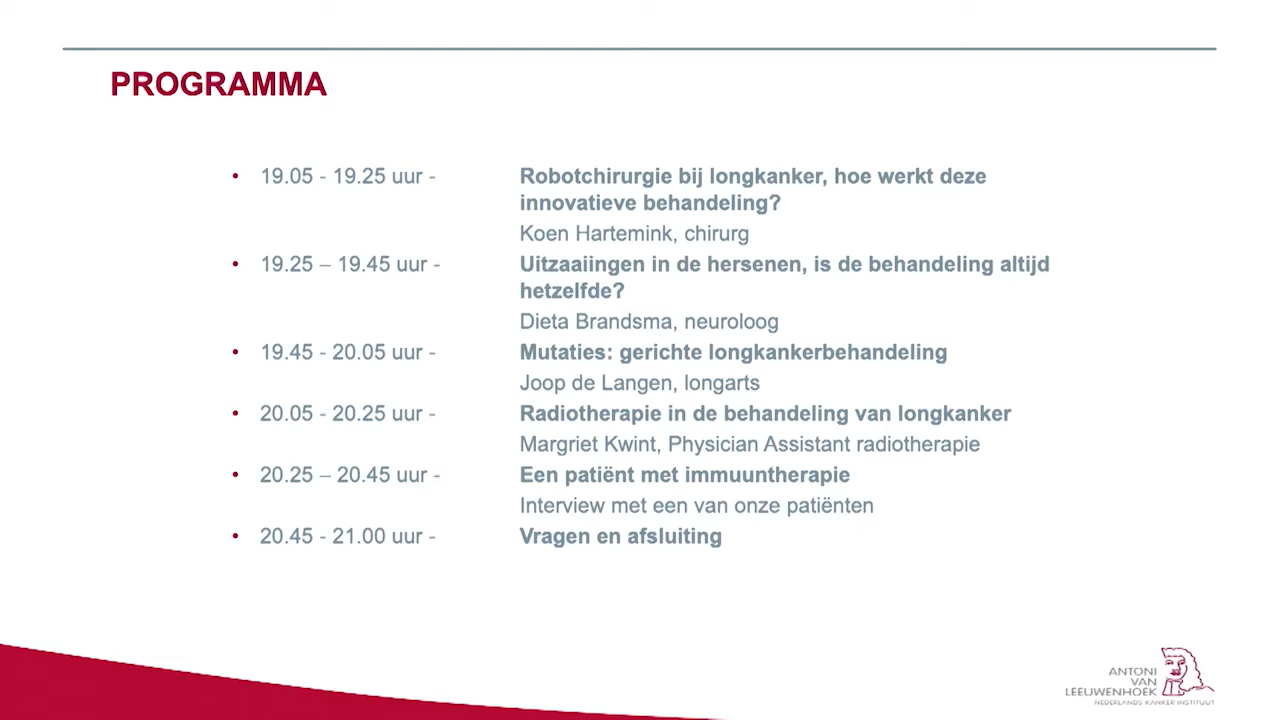 PROGRAMMA
• 19.05 - 19.25 uur - Robotchirurgie bij longkanker, hoe werkt deze
innovatieve behandeling?
Koen Hartemink, chirurg
• 19.25 – 19.45 uur - Uitzaaiingen in de hersenen, is de behandeling altijd
hetzelfde?
Dieta Brandsma, neuroloog
• 19.45 - 20.05 uur - Mutaties: gerichte longkankerbehandeling
Joop de Langen, longarts
• 20.05 - 20.25 uur - Radiotherapie in de behandeling van longkanker
Margriet Kwint, Physician Assistant radiotherapie
• 20.25 – 20.45 uur - Een patiënt met immuuntherapie
Interview met een van onze patiënten
• 20.45 - 21.00 uur - Vragen en afsluiting
ANTONI
VAN
LEEUWENHOEK
NEDERLANDS KANKER INSTITUUT